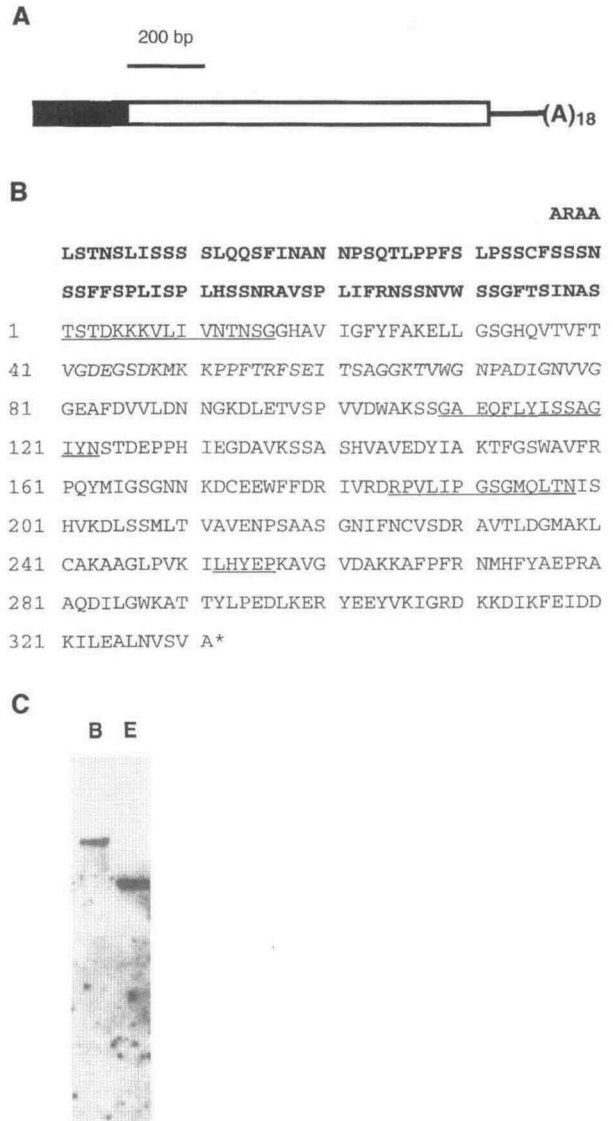 A
200 bp
(A)18
B
ARAA
LSTNSLISSS SLQQSFINAN NPSQTLPPFS LPSSCFSSSN
SSFFSPLISP LHSSNRAVSP LIFRNSSNVW SSGFTSINAS
1 TSTDKKKVLI VNTNSGGHAV IGFYFAKELL GSGHQVTVFT
41 VGDEGSDKMK KPPFTRFSEI TSAGGKTVWG NPADIGNVVG
81 GEAFDVVLDN NGKDLETVSP VVDWAKSSGA EQFLYISSAG
121 IYNSTDEPPH IEGDAVKSSA SHVAVEDYIA KTFGSWAVFR
161 PQYMIGSGNN KDCEEWFFDR IVRDRPVLIP GSGMQLTNIS
201 HVKDLSSMLT VAVENPSAAS GNIFNCVSDR AVTLDGMAKL
241 CAKAAGLPVK ILHYEPKAVG VDAKKAFPFR NMHFYAEPRA
281 AQDILGWKAT TYLPEDLKER YEEYVKIGRD KKDIKFEIDD
321 KILEALNVSV A*
C
B E